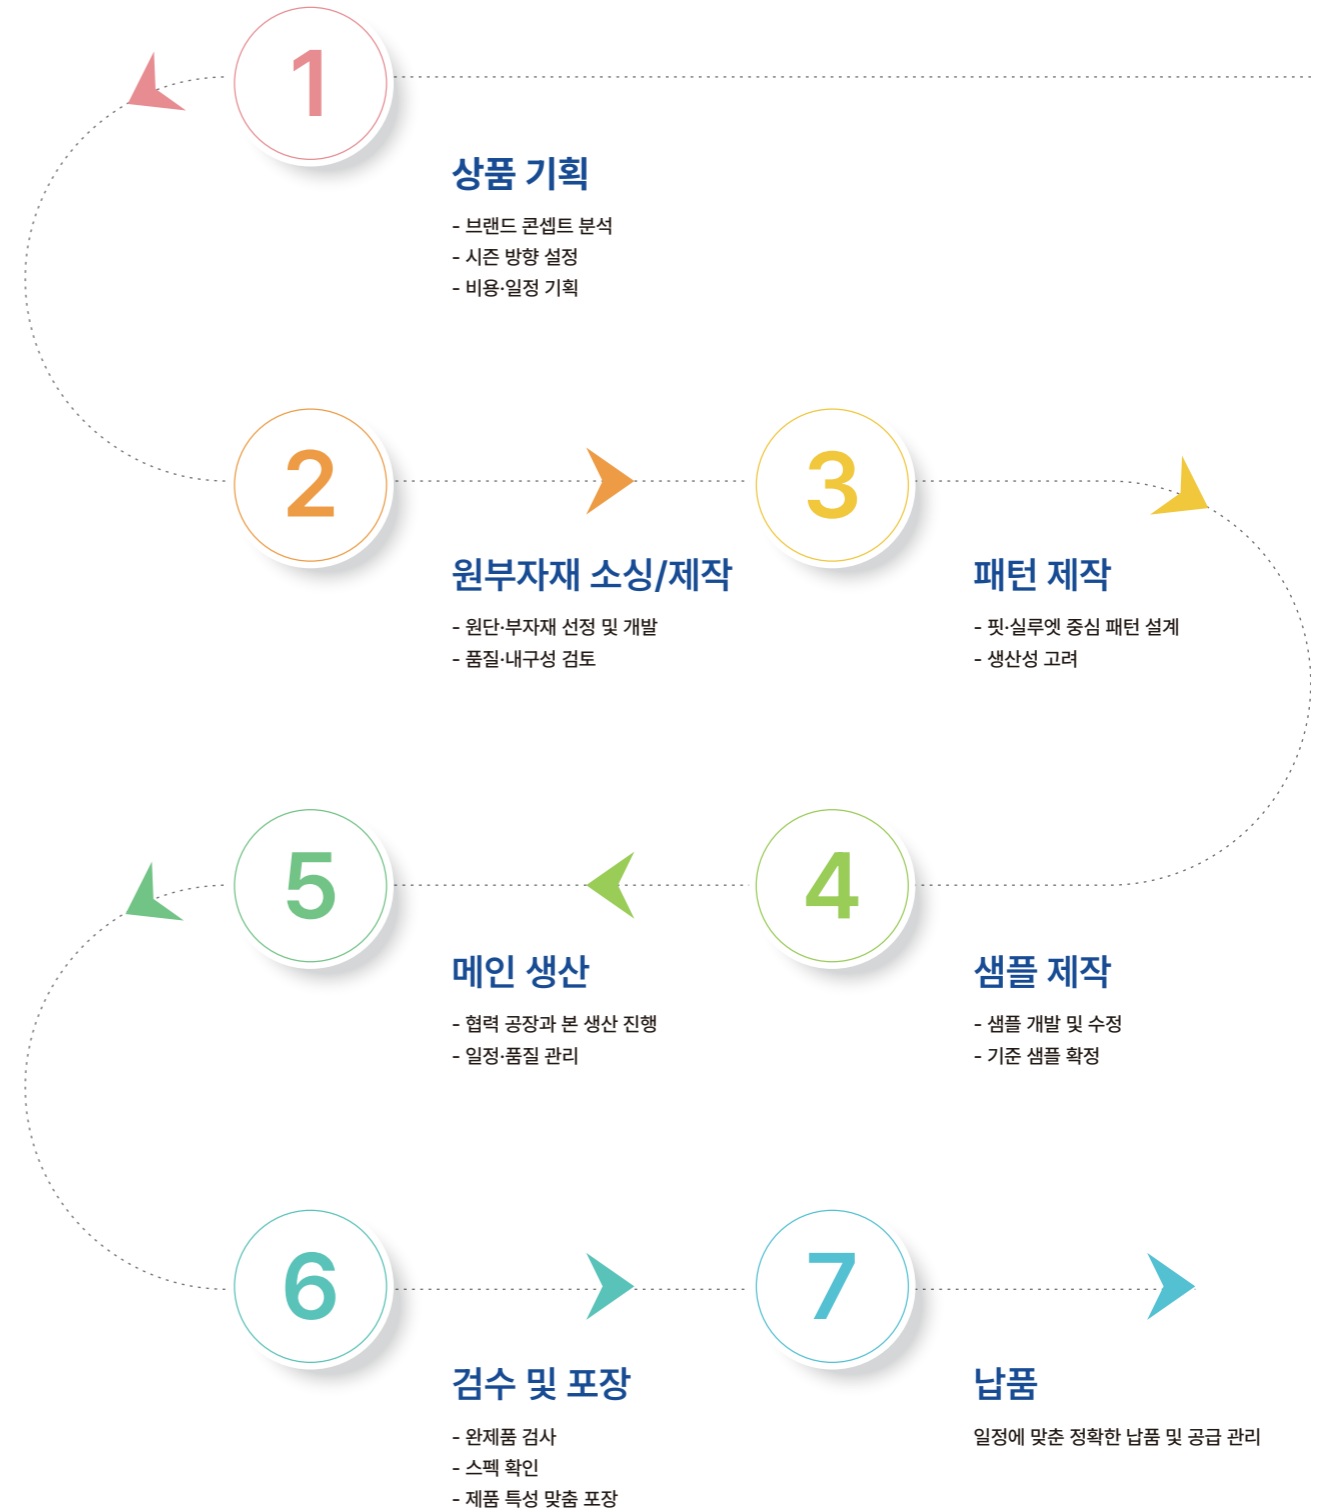 1
상품 기획
- 브랜드 콘셉트 분석
- 시즌 방향 설정
- 비용·일정 기획
2
원부자재 소싱/제작
- 원단·부자재 선정 및 개발
- 품질·내구성 검토
3
패턴 제작
- 핏·실루엣 중심 패턴 설계
- 생산성 고려
4
샘플 제작
- 샘플 개발 및 수정
- 기준 샘플 확정
5
메인 생산
- 협력 공장과 본 생산 진행
- 일정·품질 관리
6
검수 및 포장
- 완제품 검사
- 스펙 확인
- 제품 특성 맞춤 포장
7
납품
일정에 맞춘 정확한 납품 및 공급 관리